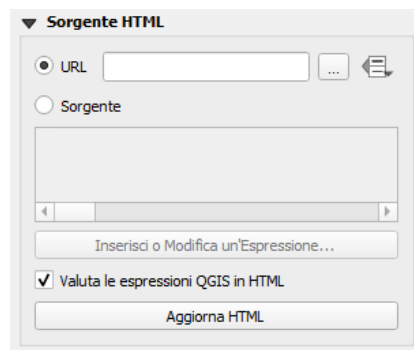 Sorgente HTML
URL ...
Sorgente
Inserisci o Modifica un'Espressione...
Valuta le espressioni QGIS in HTML
Aggiorna HTML